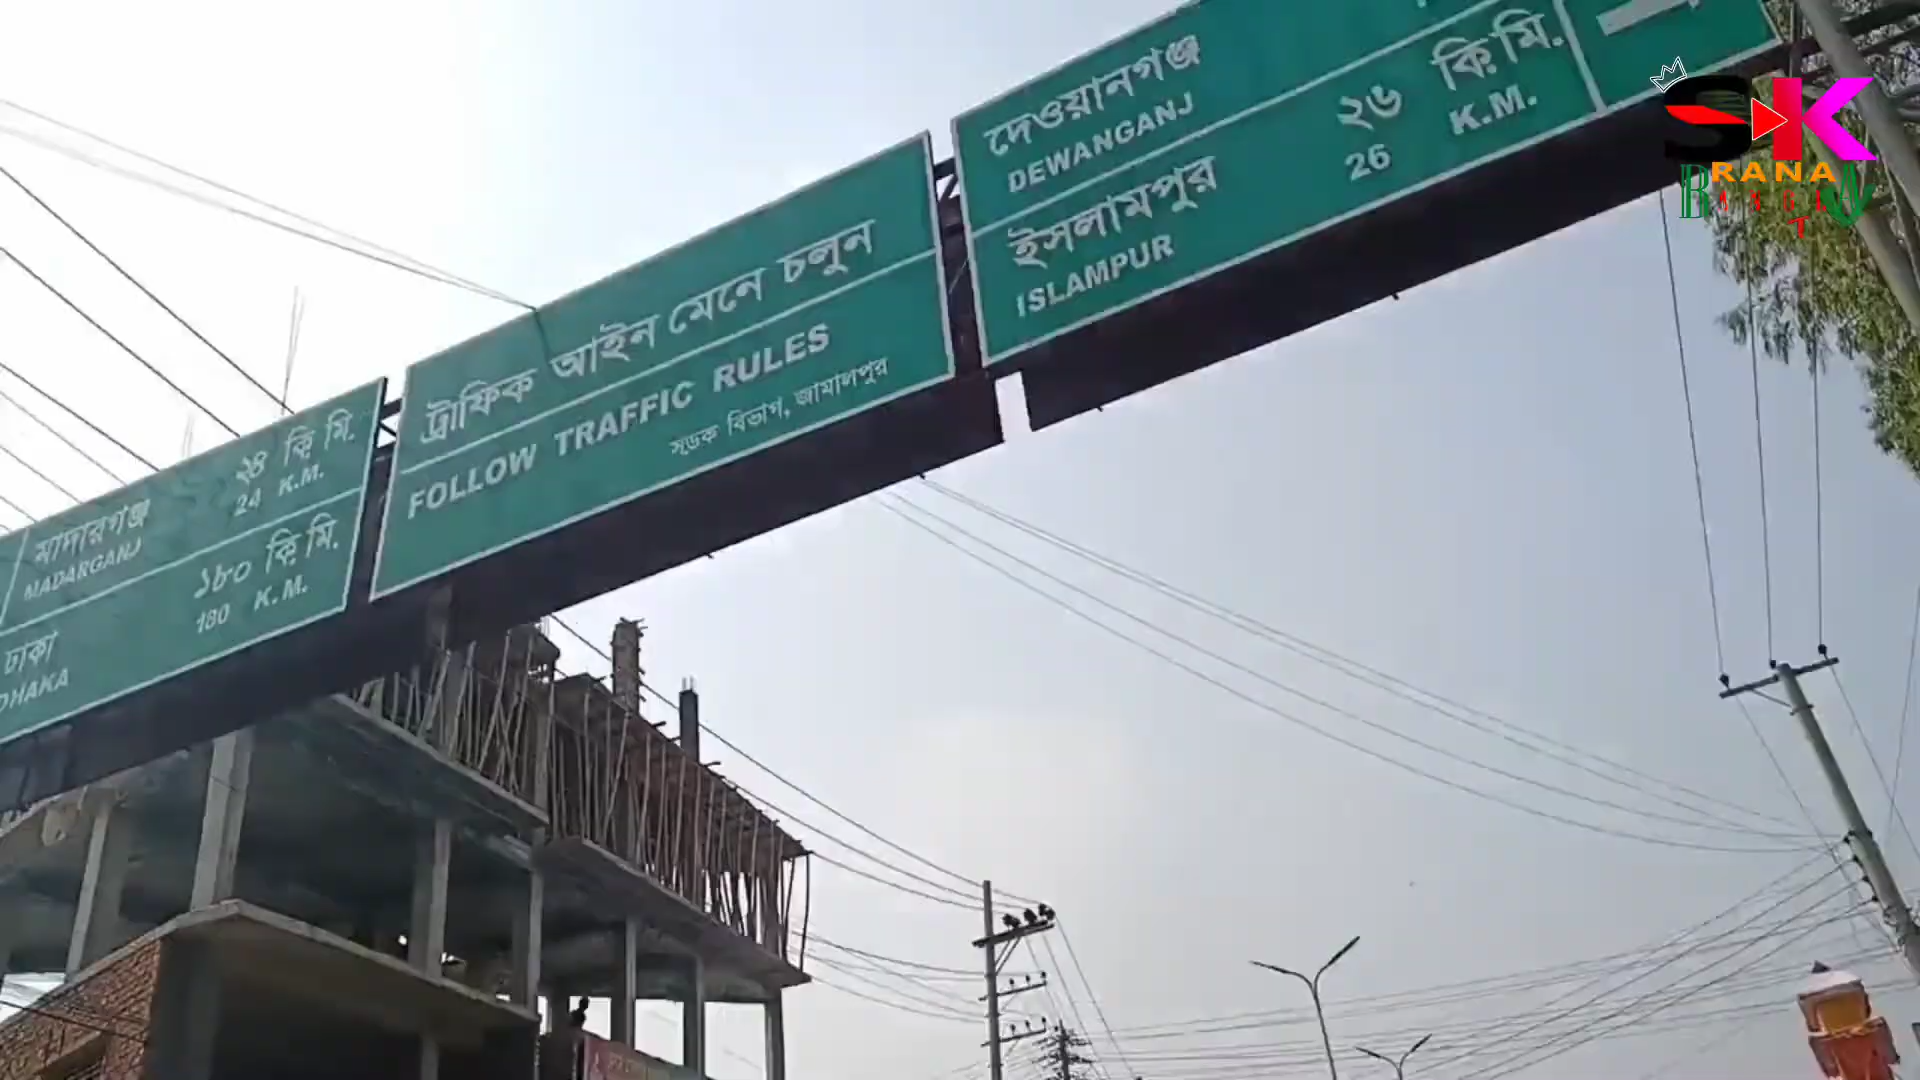 মাদারগঞ্জ ২৪ কি.মি.
MADARGANJ 24 K.M.
ঢাকা ১৮০ কি.মি.
DHAKA 180 K.M.
ট্রাফিক আইন মেনে চলুন
FOLLOW TRAFFIC RULES
সড়ক বিভাগ, জামালপুর
দেওয়ানগঞ্জ
DEWANGANJ
ইসলামপুর ২৬ কি.মি.
ISLAMPUR 26 K.M.
SK
RANA